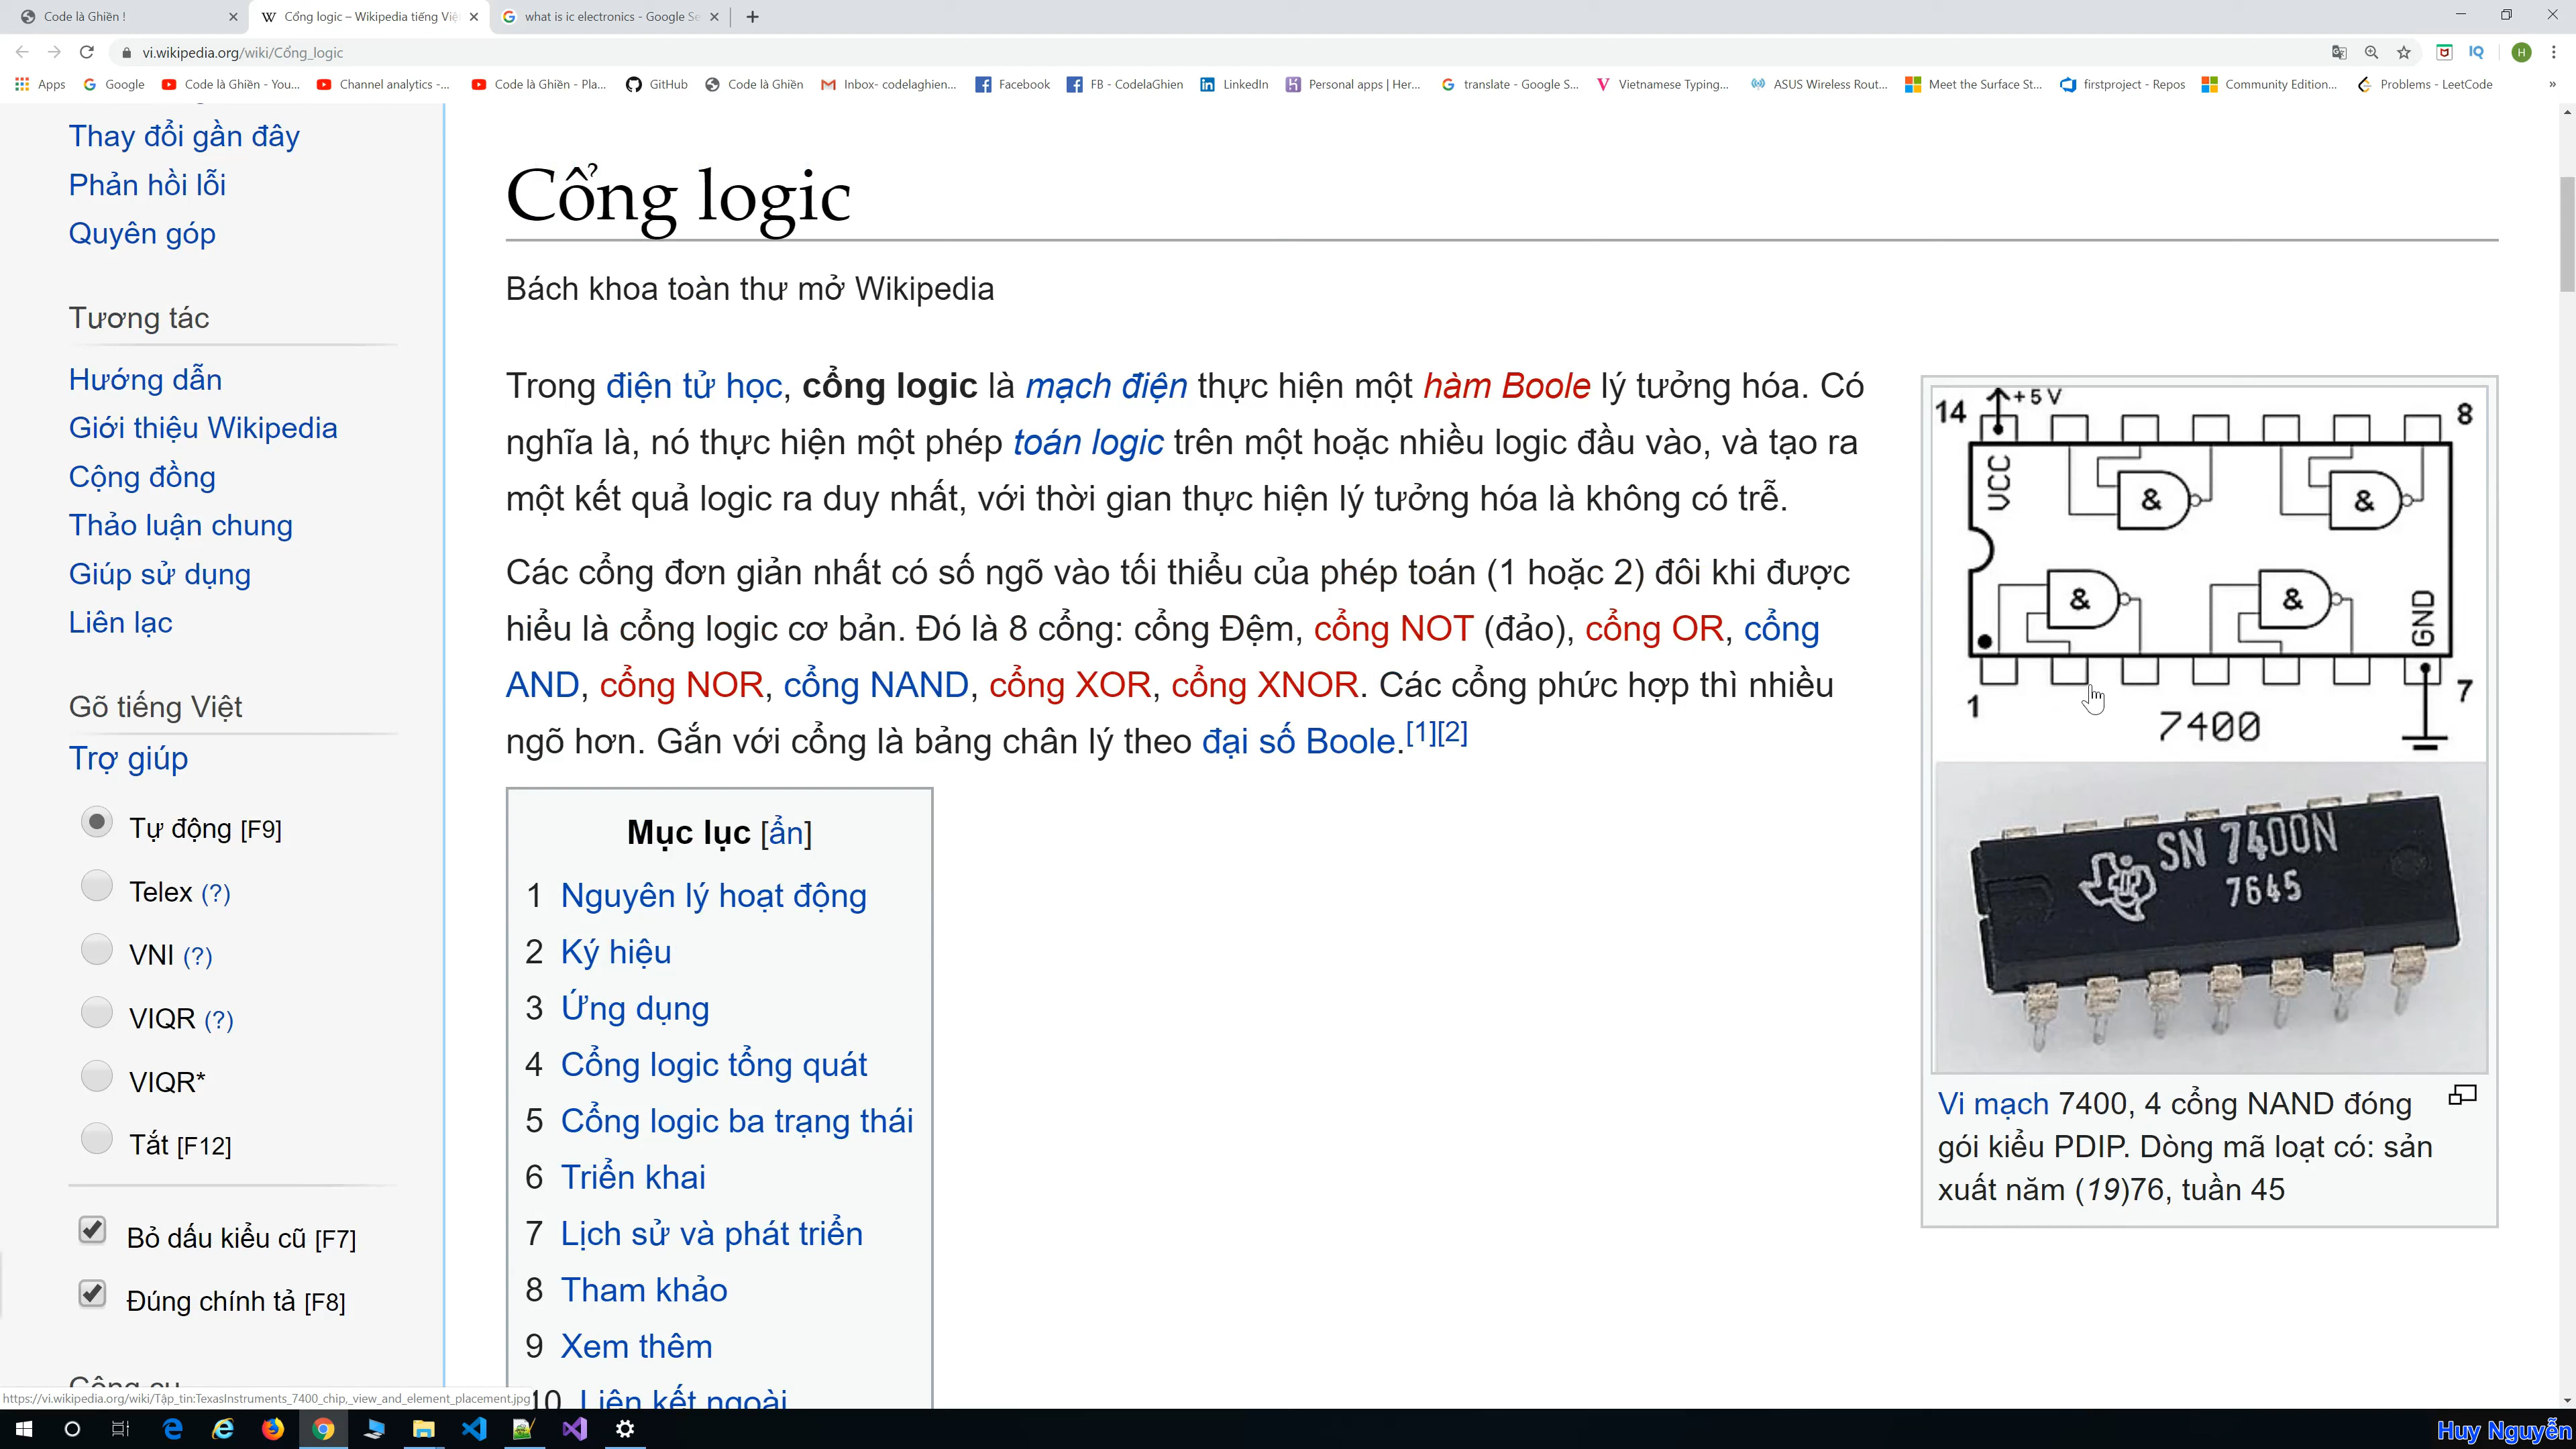 Code là Ghiền !
Cổng logic – Wikipedia tiếng Việ
what is ic electronics - Google Se
vi.wikipedia.org/wiki/Cổng_logic
H
Apps
Google
Code là Ghiền - You...
Channel analytics -...
Code là Ghiền - Pla...
GitHub
Code là Ghiền
Inbox- codelaghien...
Facebook
FB - CodelaGhien
LinkedIn
Personal apps | Her...
translate - Google S...
Vietnamese Typing...
ASUS Wireless Rout...
Meet the Surface St...
firstproject - Repos
Community Edition...
Problems - LeetCode
»
Thay đổi gần đây
Phản hồi lỗi
Quyên góp
Tương tác
Hướng dẫn
Giới thiệu Wikipedia
Cộng đồng
Thảo luận chung
Giúp sử dụng
Liên lạc
Gõ tiếng Việt
Trợ giúp
Tự động [F9]
Telex (?)
VNI (?)
VIQR (?)
VIQR*
Tắt [F12]
Bỏ dấu kiểu cũ [F7]
Đúng chính tả [F8]
Cổng logic
Bách khoa toàn thư mở Wikipedia
Trong điện tử học, cổng logic là mạch điện thực hiện một hàm Boole lý tưởng hóa. Có
nghĩa là, nó thực hiện một phép toán logic trên một hoặc nhiều logic đầu vào, và tạo ra
một kết quả logic ra duy nhất, với thời gian thực hiện lý tưởng hóa là không có trễ.
Các cổng đơn giản nhất có số ngõ vào tối thiểu của phép toán (1 hoặc 2) đôi khi được
hiểu là cổng logic cơ bản. Đó là 8 cổng: cổng Đệm, cổng NOT (đảo), cổng OR, cổng
AND, cổng NOR, cổng NAND, cổng XOR, cổng XNOR. Các cổng phức hợp thì nhiều
ngõ hơn. Gắn với cổng là bảng chân lý theo đại số Boole.[1][2]
Mục lục [ẩn]
1 Nguyên lý hoạt động
2 Ký hiệu
3 Ứng dụng
4 Cổng logic tổng quát
5 Cổng logic ba trạng thái
6 Triển khai
7 Lịch sử và phát triển
8 Tham khảo
9 Xem thêm
10 Liên kết ngoài
14 +5 V 8
VCC
& &
& &
GND
1 7
7400
SN 7400N
7645
Vi mạch 7400, 4 cổng NAND đóng
gói kiểu PDIP. Dòng mã loạt có: sản
xuất năm (19)76, tuần 45
https://vi.wikipedia.org/wiki/Tập_tin:TexasInstruments_7400_chip,_view_and_element_placement.jpg
Huy Nguyễn